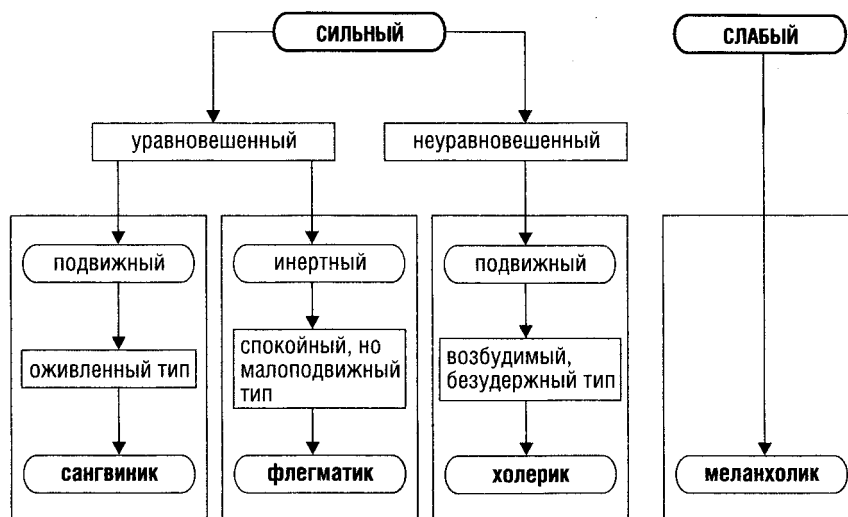 СИЛЬНЫЙ
СЛАБЫЙ
уравновешенный
неуравновешенный
подвижный
инертный
подвижный
оживленный тип
спокойный, но
малоподвижный
тип
возбудимый,
безудержный тип
сангвиник
флегматик
холерик
меланхолик